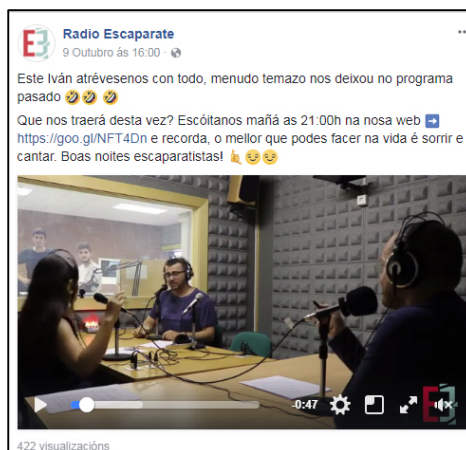 Radio Escaparate
9 Outubro ás 16:00 ·
Este Iván atrévesenos con todo, menudo temazo nos deixou no programa
pasado 🤣🤣 🤣
Que nos traerá desta vez? Escóitanos mañá as 21:00h na nosa web ➡
https://goo.gl/NFT4Dn e recorda, o mellor que podes facer na vida é sorrir e
cantar. Boas noites escaparatistas! 🤙😏😏
-0:47
422 visualizacións